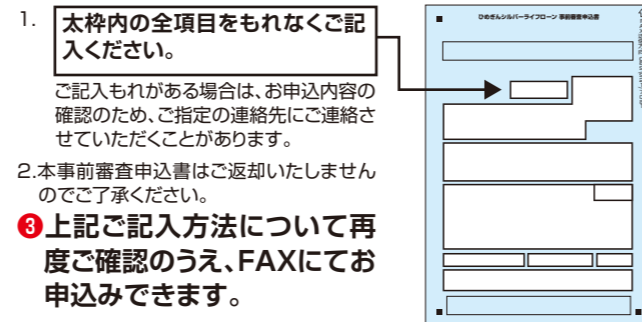 1. 太枠内の全項目をもれなくご記
入ください。
ご記入もれがある場合は、お申込内容の
確認のため、ご指定の連絡先にご連絡さ
せていただくことがあります。
2.本事前審査申込書はご返却いたしません
のでご了承ください。
❸上記ご記入方法について再
度ご確認のうえ、FAXにてお
申込みできます。
ひめぎんシルバーライフローン 事前審査申込書